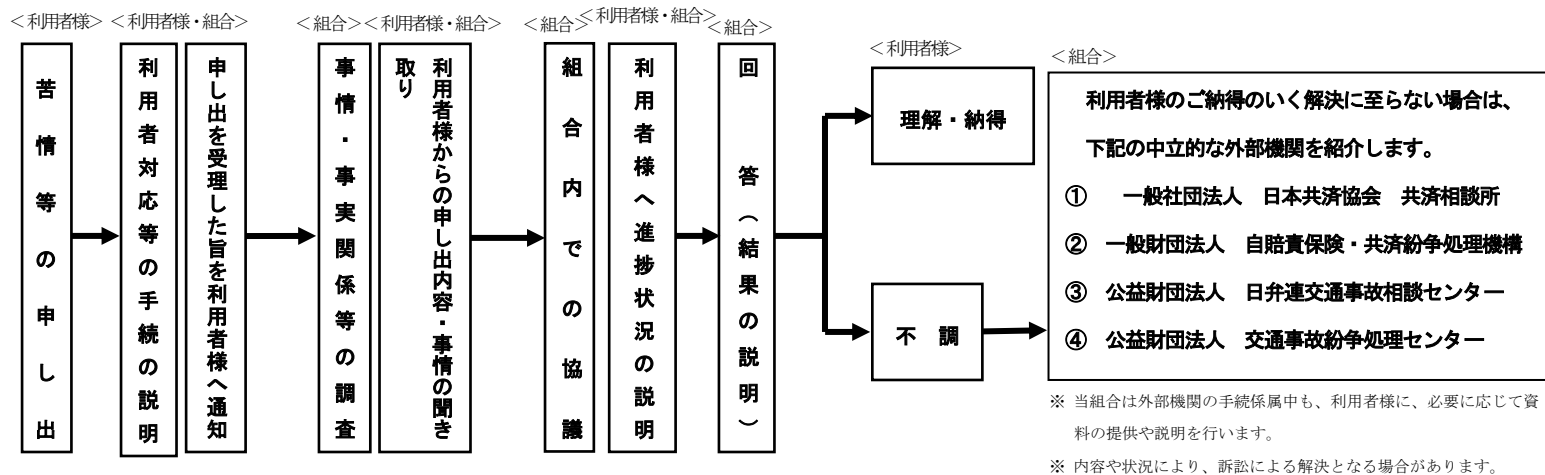 ＜利用者様＞
苦情等の申し出
＜利用者様・組合＞
利用者対応等の手続の説明
申し出を受理した旨を利用者様へ通知
＜組合＞
事情・事実関係等の調査
＜利用者様・組合＞
利用者様からの申し出内容・事情の聞き
取り
＜組合＞
組合内での協議
＜利用者様・組合＞
利用者様へ進捗状況の説明
＜組合＞
回答（結果の説明）
＜利用者様＞
理解・納得
不調
＜組合＞
利用者様のご納得のいく解決に至らない場合は、
下記の中立的な外部機関を紹介します。
① 一般社団法人　日本共済協会　共済相談所
② 一般財団法人　自賠責保険・共済紛争処理機構
③ 公益財団法人　日弁連交通事故相談センター
④ 公益財団法人　交通事故紛争処理センター
※ 当組合は外部機関の手続係属中も、利用者様に、必要に応じて資
料の提供や説明を行います。
※ 内容や状況により、訴訟による解決となる場合があります。